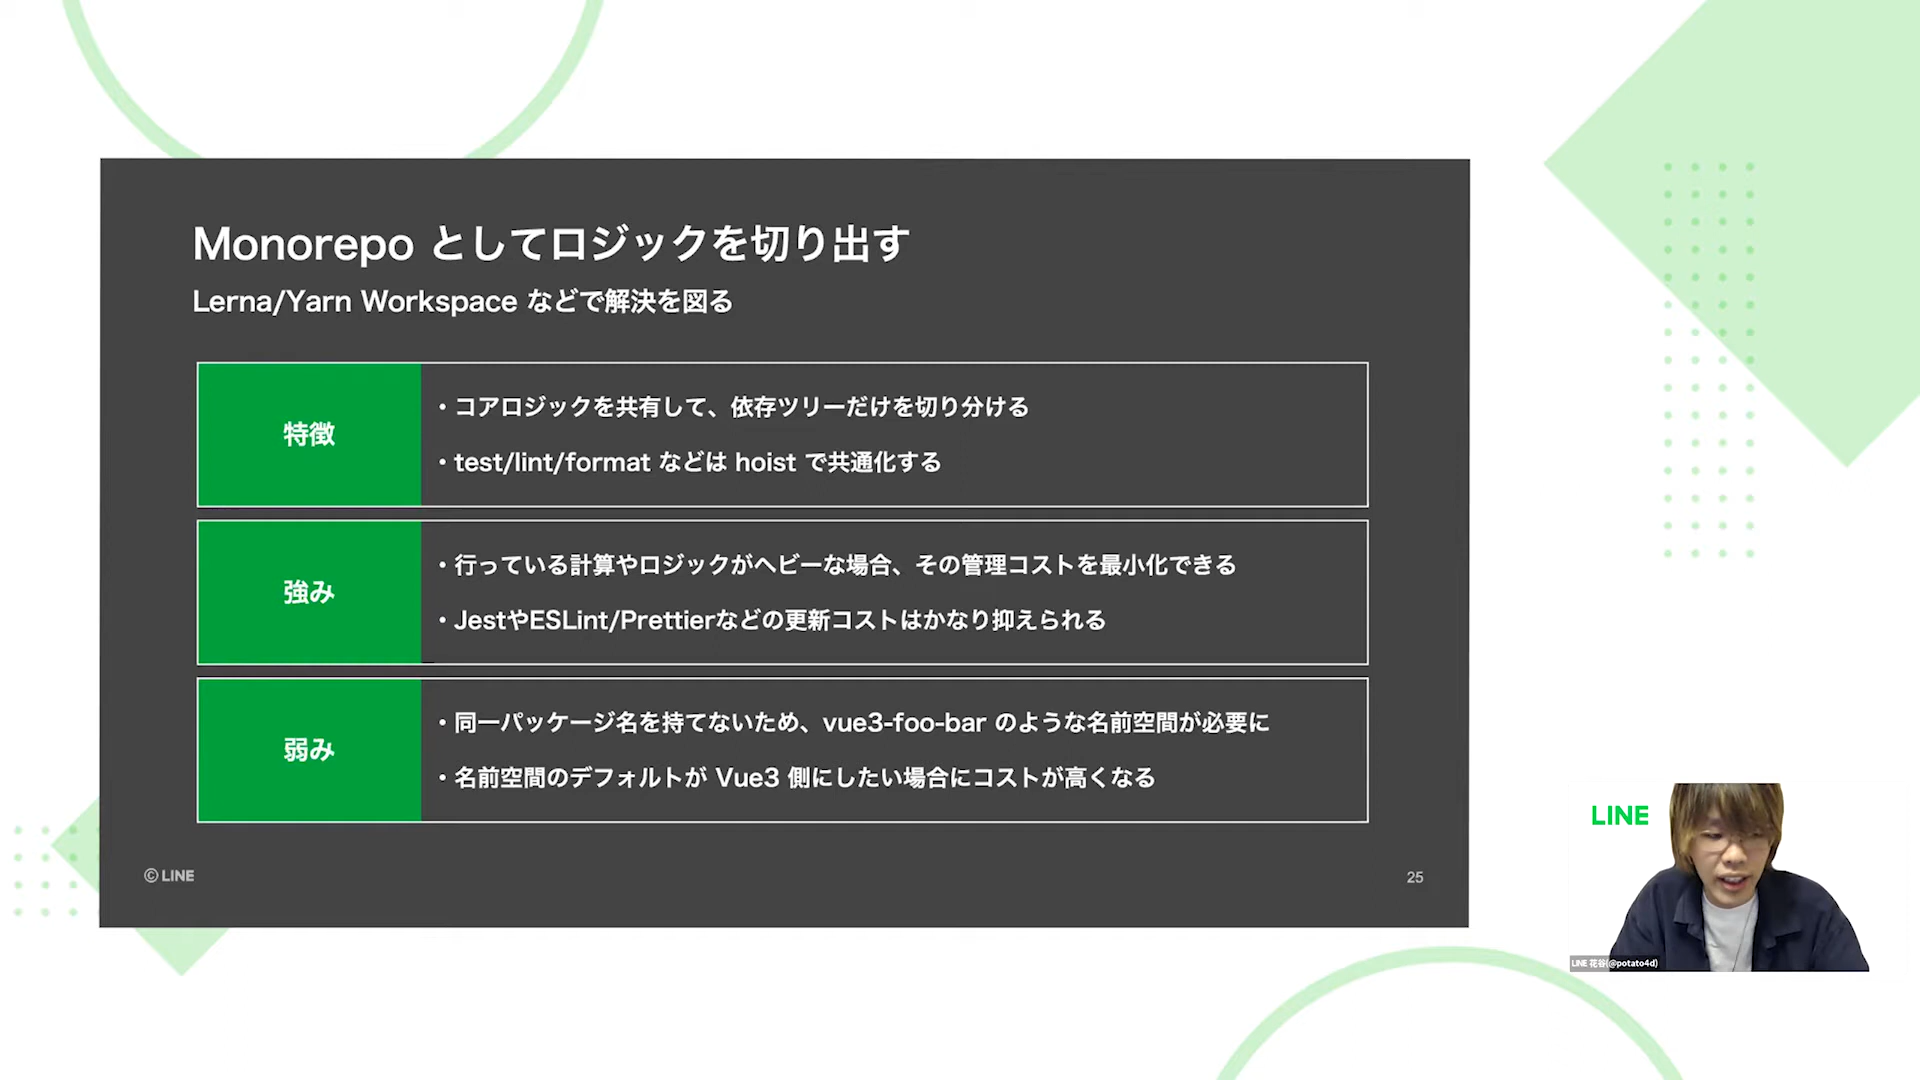 Monorepo としてロジックを切り出す
Lerna/Yarn Workspace などで解決を図る
特徴
・コアロジックを共有して、依存ツリーだけを切り分ける
・test/lint/format などは hoist で共通化する
強み
・行っている計算やロジックがヘビーな場合、その管理コストを最小化できる
・JestやESLint/Prettierなどの更新コストはかなり抑えられる
弱み
・同一パッケージ名を持てないため、vue3-foo-bar のような名前空間が必要に
・名前空間のデフォルトが Vue3 側にしたい場合にコストが高くなる
© LINE
25
LINE
LINE 花谷(@potato4d)